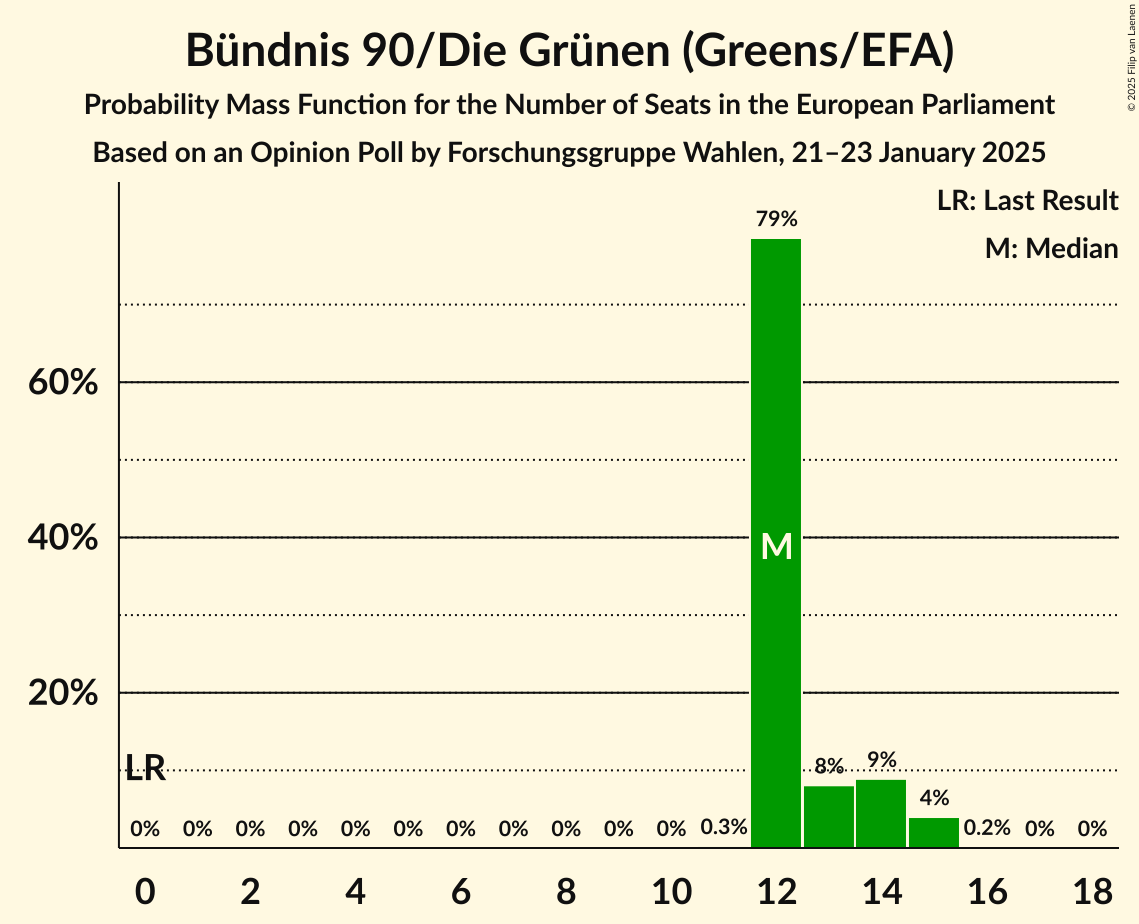 Bündnis 90/Die Grünen (Greens/EFA)
Probability Mass Function for the Number of Seats in the European Parliament
Based on an Opinion Poll by Forschungsgruppe Wahlen, 21–23 January 2025
© 2025 Filip van Laenen
LR: Last Result
M: Median
79%
60%
40%
M
20%
LR
8%
9%
4%
0% 0% 0% 0% 0% 0% 0% 0% 0% 0% 0% 0.3% 0.2% 0% 0%
0 2 4 6 8 10 12 14 16 18